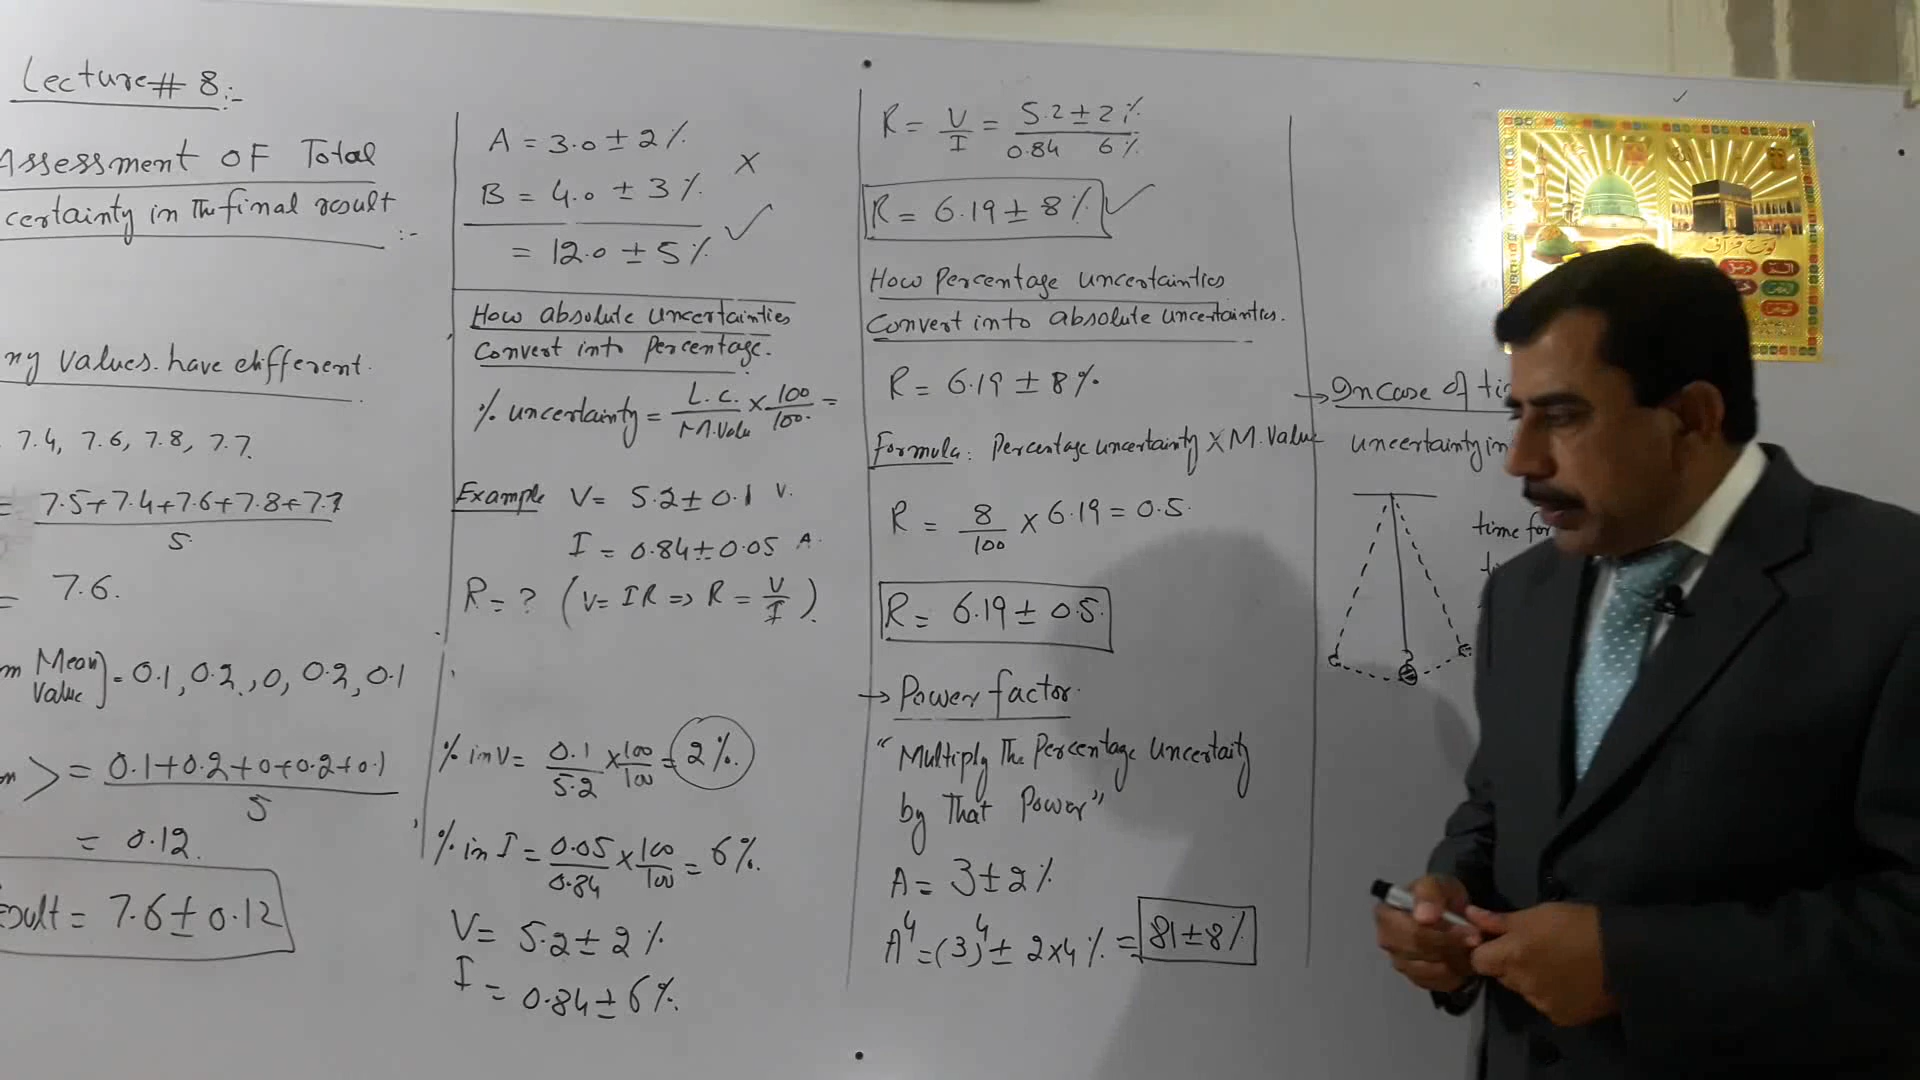 Lecture # 8:-
Assessment of Total
certainty in the final result :-
ny values have different.
7.4, 7.6, 7.8, 7.7.
= 7.5+7.4+7.6+7.8+7.7
5
= 7.6.
m Mean Value] = 0.1, 0.2, 0, 0.2, 0.1
> = 0.1+0.2+0+0.2+0.1
5
= 0.12.
esult = 7.6 ± 0.12
A = 3.0 ± 2 %.
×
B = 4.0 ± 3 %.
= 12.0 ± 5 % ✓
How absolute uncertainties
Convert into Percentage.
% uncertainty = L.C./M.Valu × 100/100 =
Example V = 5.2 ± 0.1 V.
I = 0.84 ± 0.05 A.
R = ? (V = IR ⇒ R = V/I).
% in V = 0.1/5.2 × 100/100 = 2 %.
% in I = 0.05/0.84 × 100/100 = 6 %.
V = 5.2 ± 2 %
I = 0.84 ± 6 %.
R = V/I = 5.2 ± 2 %
0.84 6 %
R = 6.19 ± 8 % ✓
How Percentage uncertainties
Convert into absolute uncertainties.
R = 6.19 ± 8 %.
Formula: Percentage uncertainty × M. Value
R = 8/100 × 6.19 = 0.5.
R = 6.19 ± 0.5.
→ Power factor.
"Multiply The Percentage Uncertaity
by That Power"
A = 3 ± 2 %
A⁴ = (3)⁴ ± 2×4 % = 81 ± 8 %
→ In case of ti
uncertainty in
time for